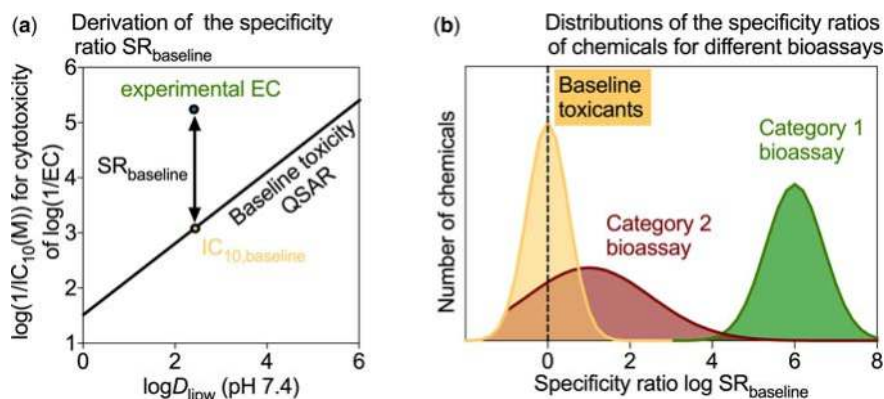 (a) Derivation of the specificity
ratio SR_baseline
log(1/IC_10(M)) for cytotoxicity
of log(1/EC)
6
5
4
3
2
1
experimental EC
SR_baseline
Baseline toxicity
QSAR
IC_10,baseline
0 2 4 6
logD_lipw (pH 7.4)
(b) Distributions of the specificity ratios
of chemicals for different bioassays
Number of chemicals
Baseline
toxicants
Category 1
bioassay
Category 2
bioassay
0 2 4 6 8
Specificity ratio log SR_baseline